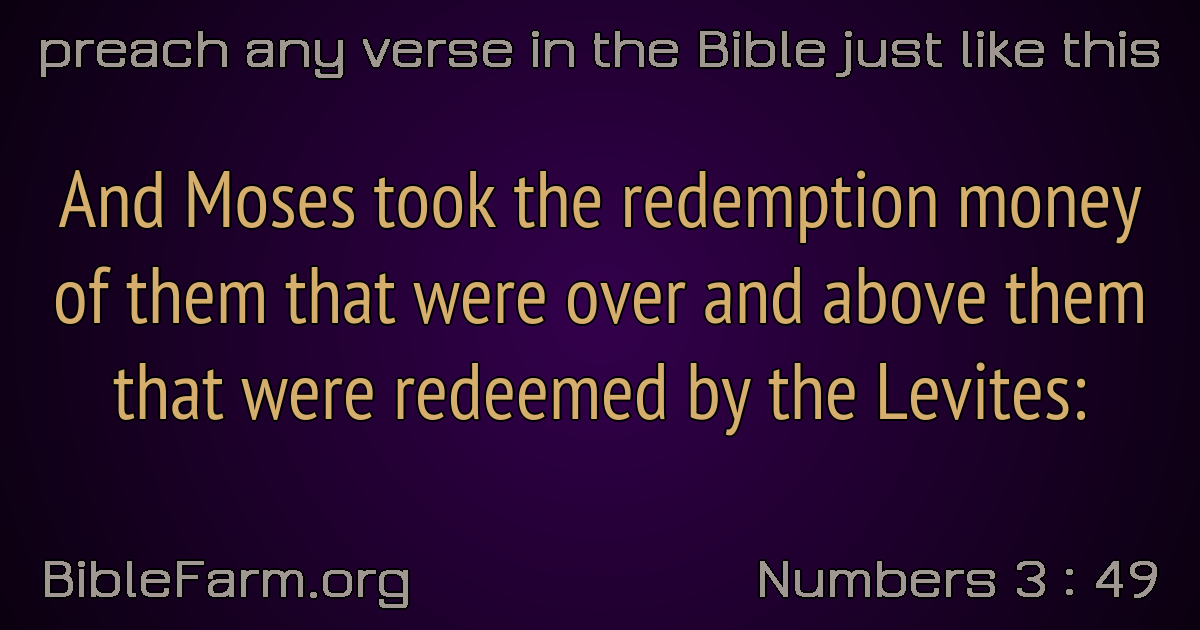 preach any verse in the Bible just like this
And Moses took the redemption money
of them that were over and above them
that were redeemed by the Levites:
BibleFarm.org
Numbers 3 : 49